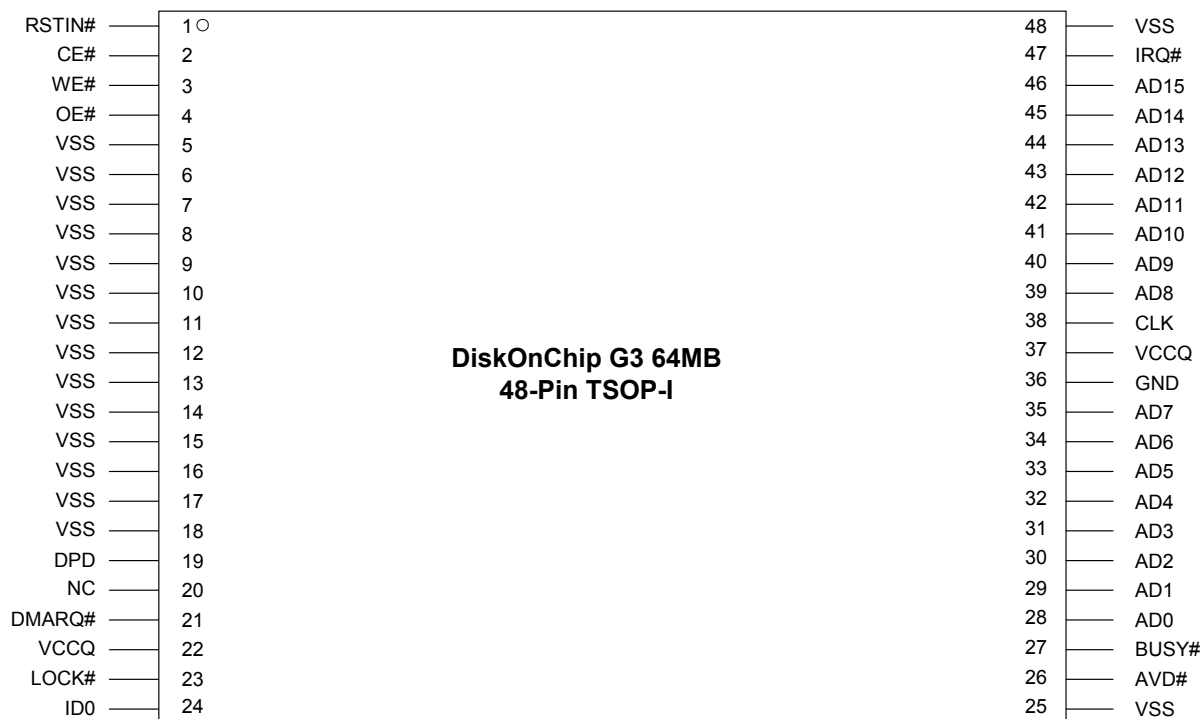 RSTIN# 1 48 VSS
CE# 2 47 IRQ#
WE# 3 46 AD15
OE# 4 45 AD14
VSS 5 44 AD13
VSS 6 43 AD12
VSS 7 42 AD11
VSS 8 41 AD10
VSS 9 40 AD9
VSS 10 39 AD8
VSS 11 38 CLK
VSS 12 37 VCCQ
VSS 13 36 GND
VSS 14 35 AD7
VSS 15 34 AD6
VSS 16 33 AD5
VSS 17 32 AD4
VSS 18 31 AD3
DPD 19 30 AD2
NC 20 29 AD1
DMARQ# 21 28 AD0
VCCQ 22 27 BUSY#
LOCK# 23 26 AVD#
ID0 24 25 VSS
DiskOnChip G3 64MB
48-Pin TSOP-I